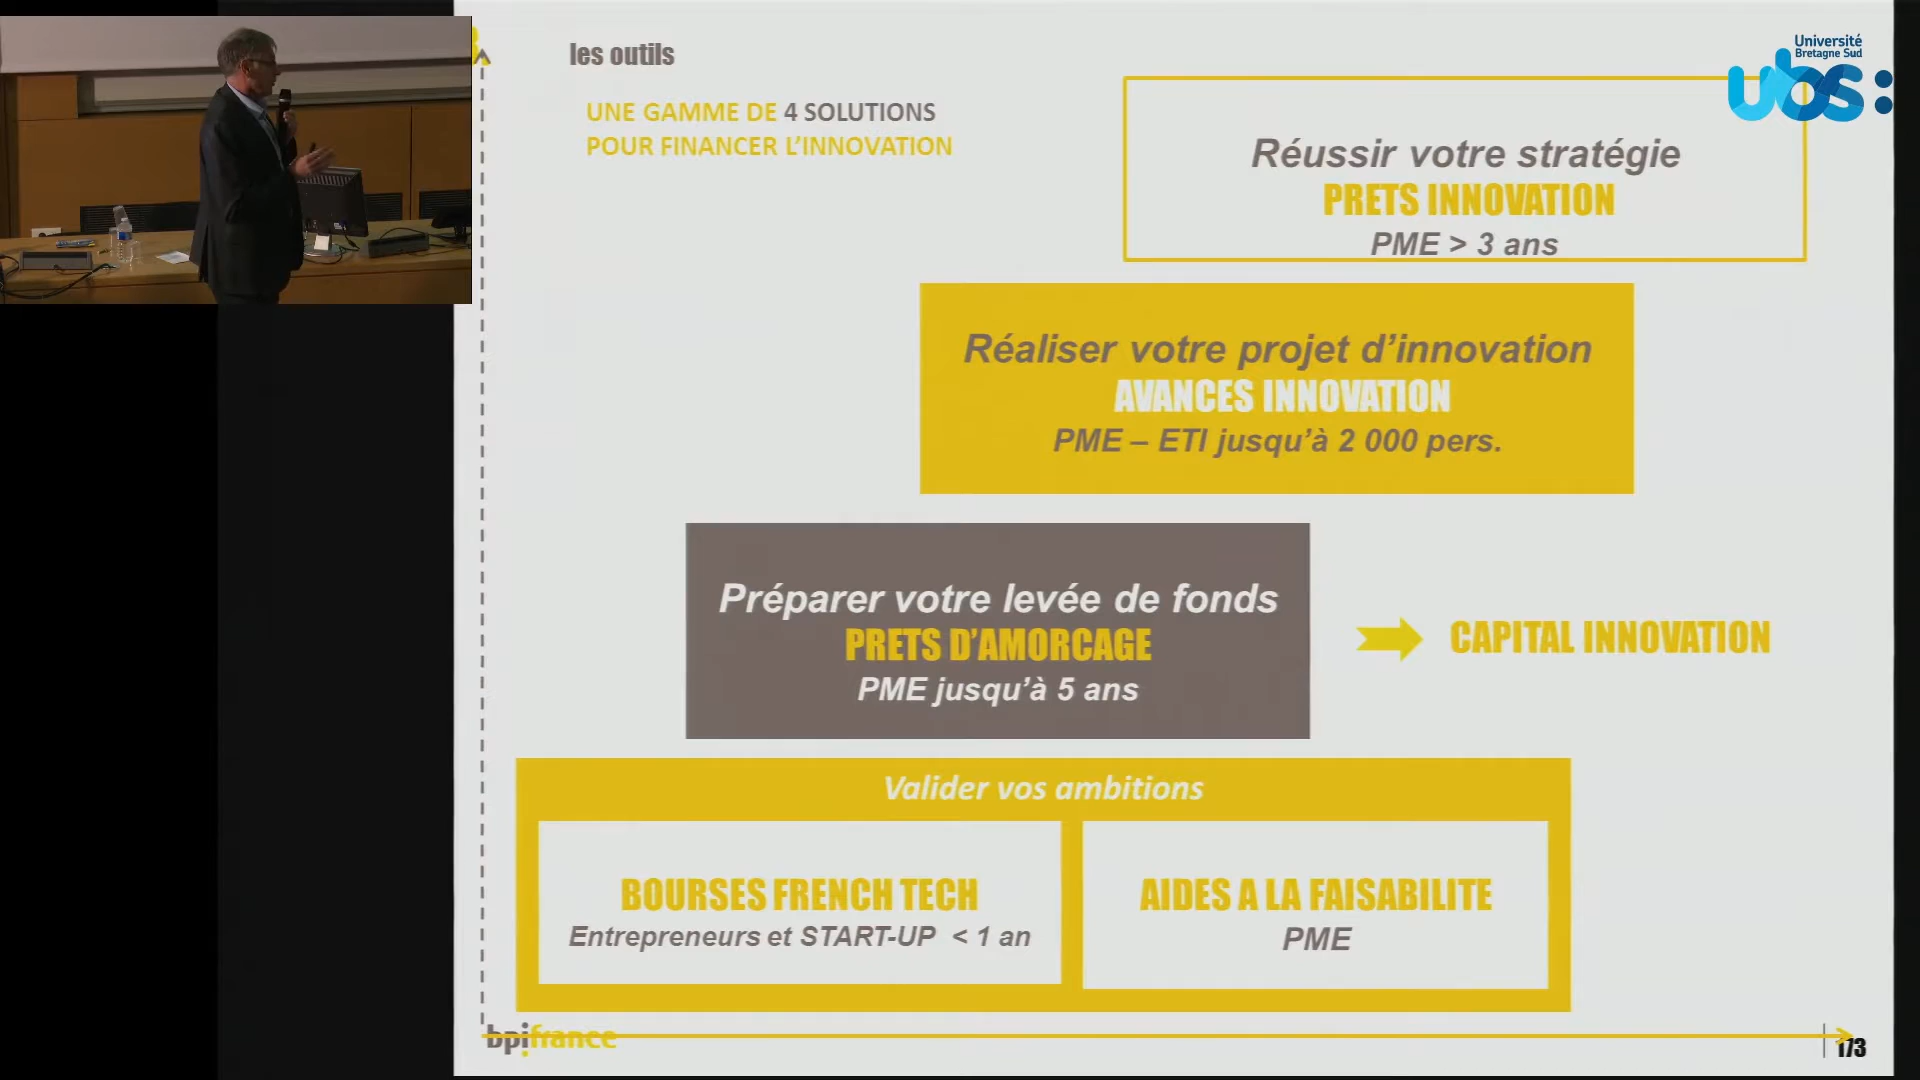 les outils
UNE GAMME DE 4 SOLUTIONS
POUR FINANCER L’INNOVATION
Université
Bretagne Sud
ubs:
Réussir votre stratégie
PRETS INNOVATION
PME > 3 ans
Réaliser votre projet d’innovation
AVANCES INNOVATION
PME – ETI jusqu’à 2 000 pers.
Préparer votre levée de fonds
PRETS D’AMORCAGE
PME jusqu’à 5 ans
CAPITAL INNOVATION
Valider vos ambitions
BOURSES FRENCH TECH
Entrepreneurs et START-UP < 1 an
AIDES A LA FAISABILITE
PME
bpifrance